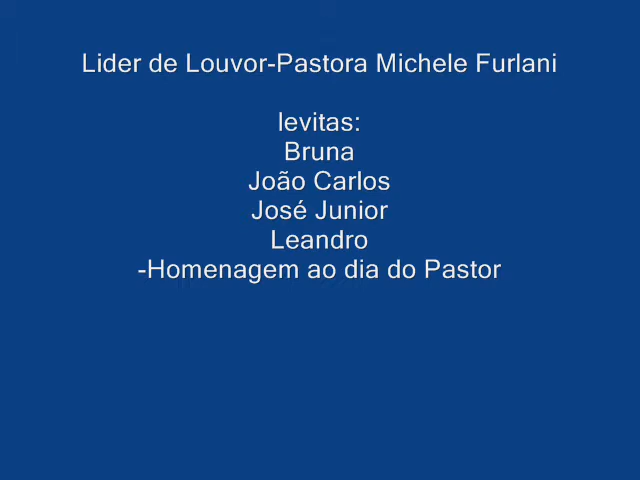 Lider de Louvor-Pastora Michele Furlani
levitas:
Bruna
João Carlos
José Junior
Leandro
-Homenagem ao dia do Pastor